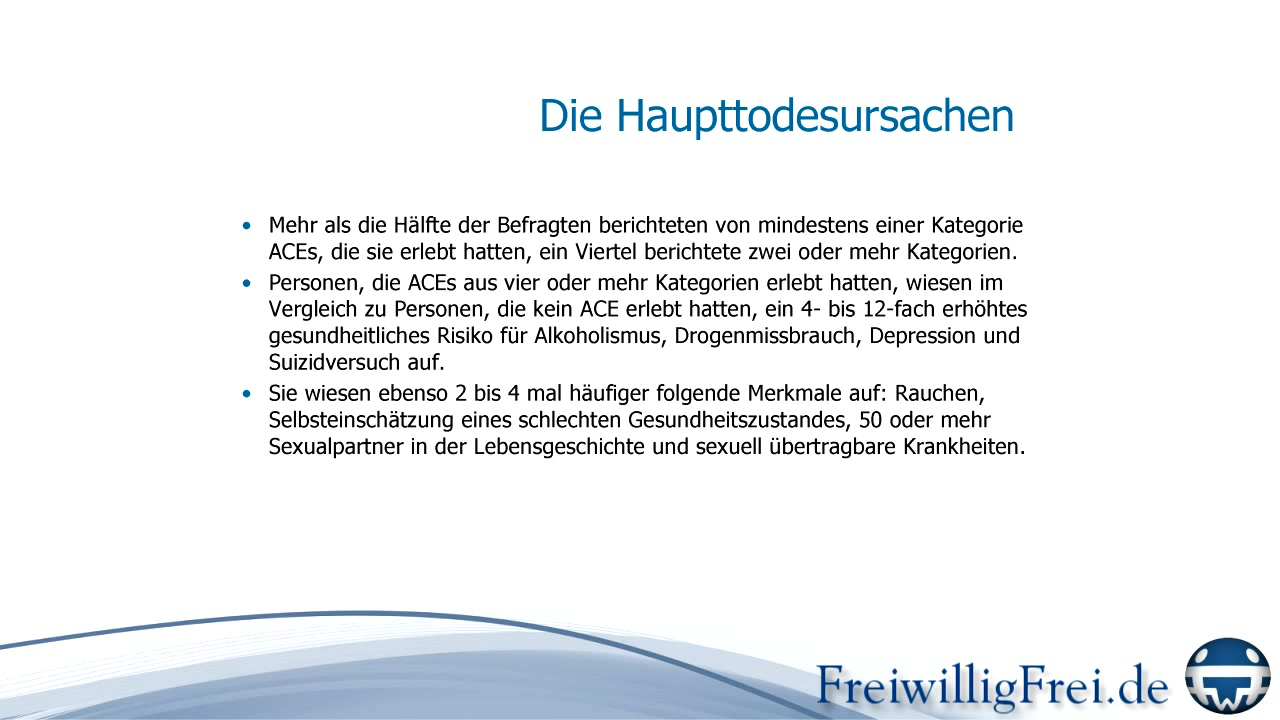 Die Haupttodesursachen
• Mehr als die Hälfte der Befragten berichteten von mindestens einer Kategorie
ACEs, die sie erlebt hatten, ein Viertel berichtete zwei oder mehr Kategorien.
• Personen, die ACEs aus vier oder mehr Kategorien erlebt hatten, wiesen im
Vergleich zu Personen, die kein ACE erlebt hatten, ein 4- bis 12-fach erhöhtes
gesundheitliches Risiko für Alkoholismus, Drogenmissbrauch, Depression und
Suizidversuch auf.
• Sie wiesen ebenso 2 bis 4 mal häufiger folgende Merkmale auf: Rauchen,
Selbsteinschätzung eines schlechten Gesundheitszustandes, 50 oder mehr
Sexualpartner in der Lebensgeschichte und sexuell übertragbare Krankheiten.
FreiwilligFrei.de